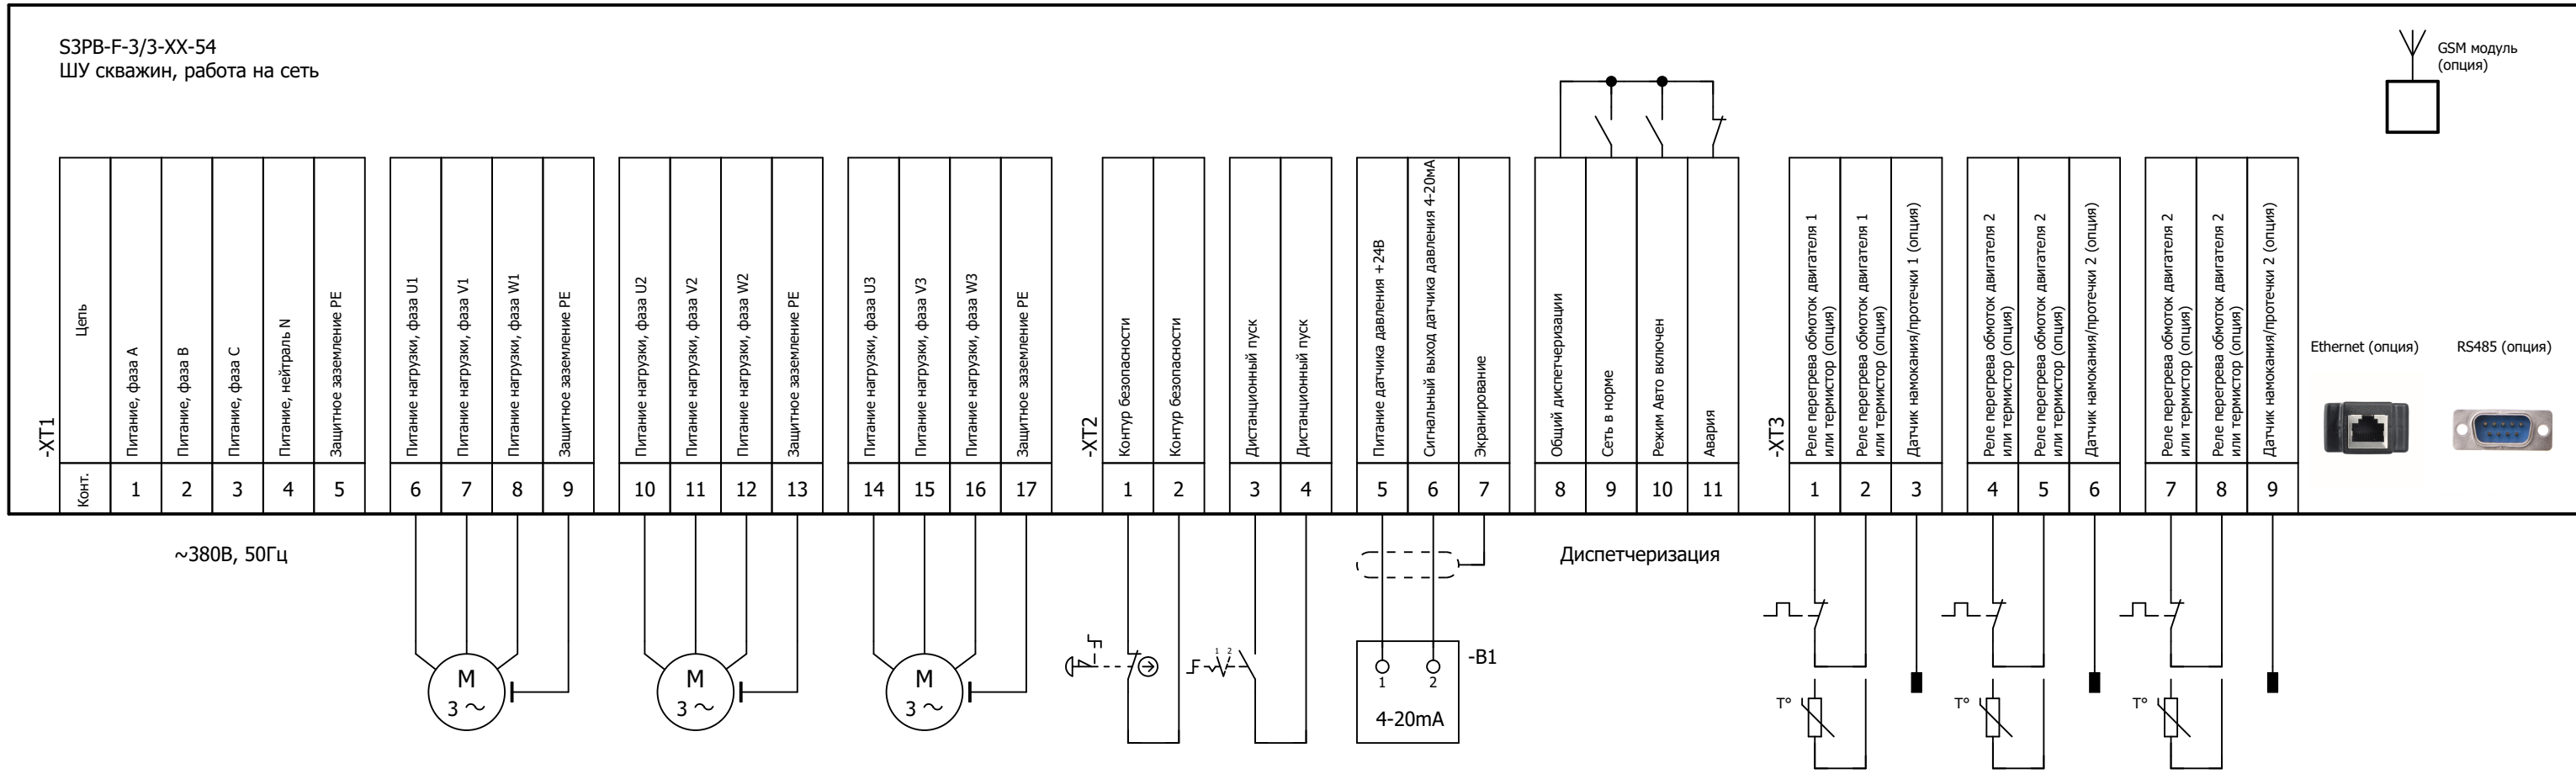 S3PB-F-3/3-XX-54
ШУ скважин, работа на сеть
GSM модуль
(опция)
-XT1
Цепь
Конт.
Питание, фаза A
1
Питание, фаза B
2
Питание, фаза C
3
Питание, нейтраль N
4
Защитное заземление PE
5
Питание нагрузки, фаза U1
6
Питание нагрузки, фаза V1
7
Питание нагрузки, фаза W1
8
Защитное заземление PE
9
Питание нагрузки, фаза U2
10
Питание нагрузки, фаза V2
11
Питание нагрузки, фаза W2
12
Защитное заземление PE
13
Питание нагрузки, фаза U3
14
Питание нагрузки, фаза V3
15
Питание нагрузки, фаза W3
16
Защитное заземление PE
17
-XT2
Контур безопасности
1
Контур безопасности
2
Дистанционный пуск
3
Дистанционный пуск
4
Питание датчика давления +24В
5
Сигнальный выход датчика давления 4-20мА
6
Экранирование
7
Общий диспетчеризации
8
Сеть в норме
9
Режим Авто включен
10
Авария
11
-XT3
Реле перегрева обмоток двигателя 1
или термистор (опция)
1
Реле перегрева обмоток двигателя 1
или термистор (опция)
2
Датчик намокания/протечки 1 (опция)
3
Реле перегрева обмоток двигателя 2
или термистор (опция)
4
Реле перегрева обмоток двигателя 2
или термистор (опция)
5
Датчик намокания/протечки 2 (опция)
6
Реле перегрева обмоток двигателя 2
или термистор (опция)
7
Реле перегрева обмоток двигателя 2
или термистор (опция)
8
Датчик намокания/протечки 2 (опция)
9
Ethernet (опция)
RS485 (опция)
~380В, 50Гц
Диспетчеризация
M
3 ~
M
3 ~
M
3 ~
1 2
-B1
1 2
4-20mA
T°
T°
T°